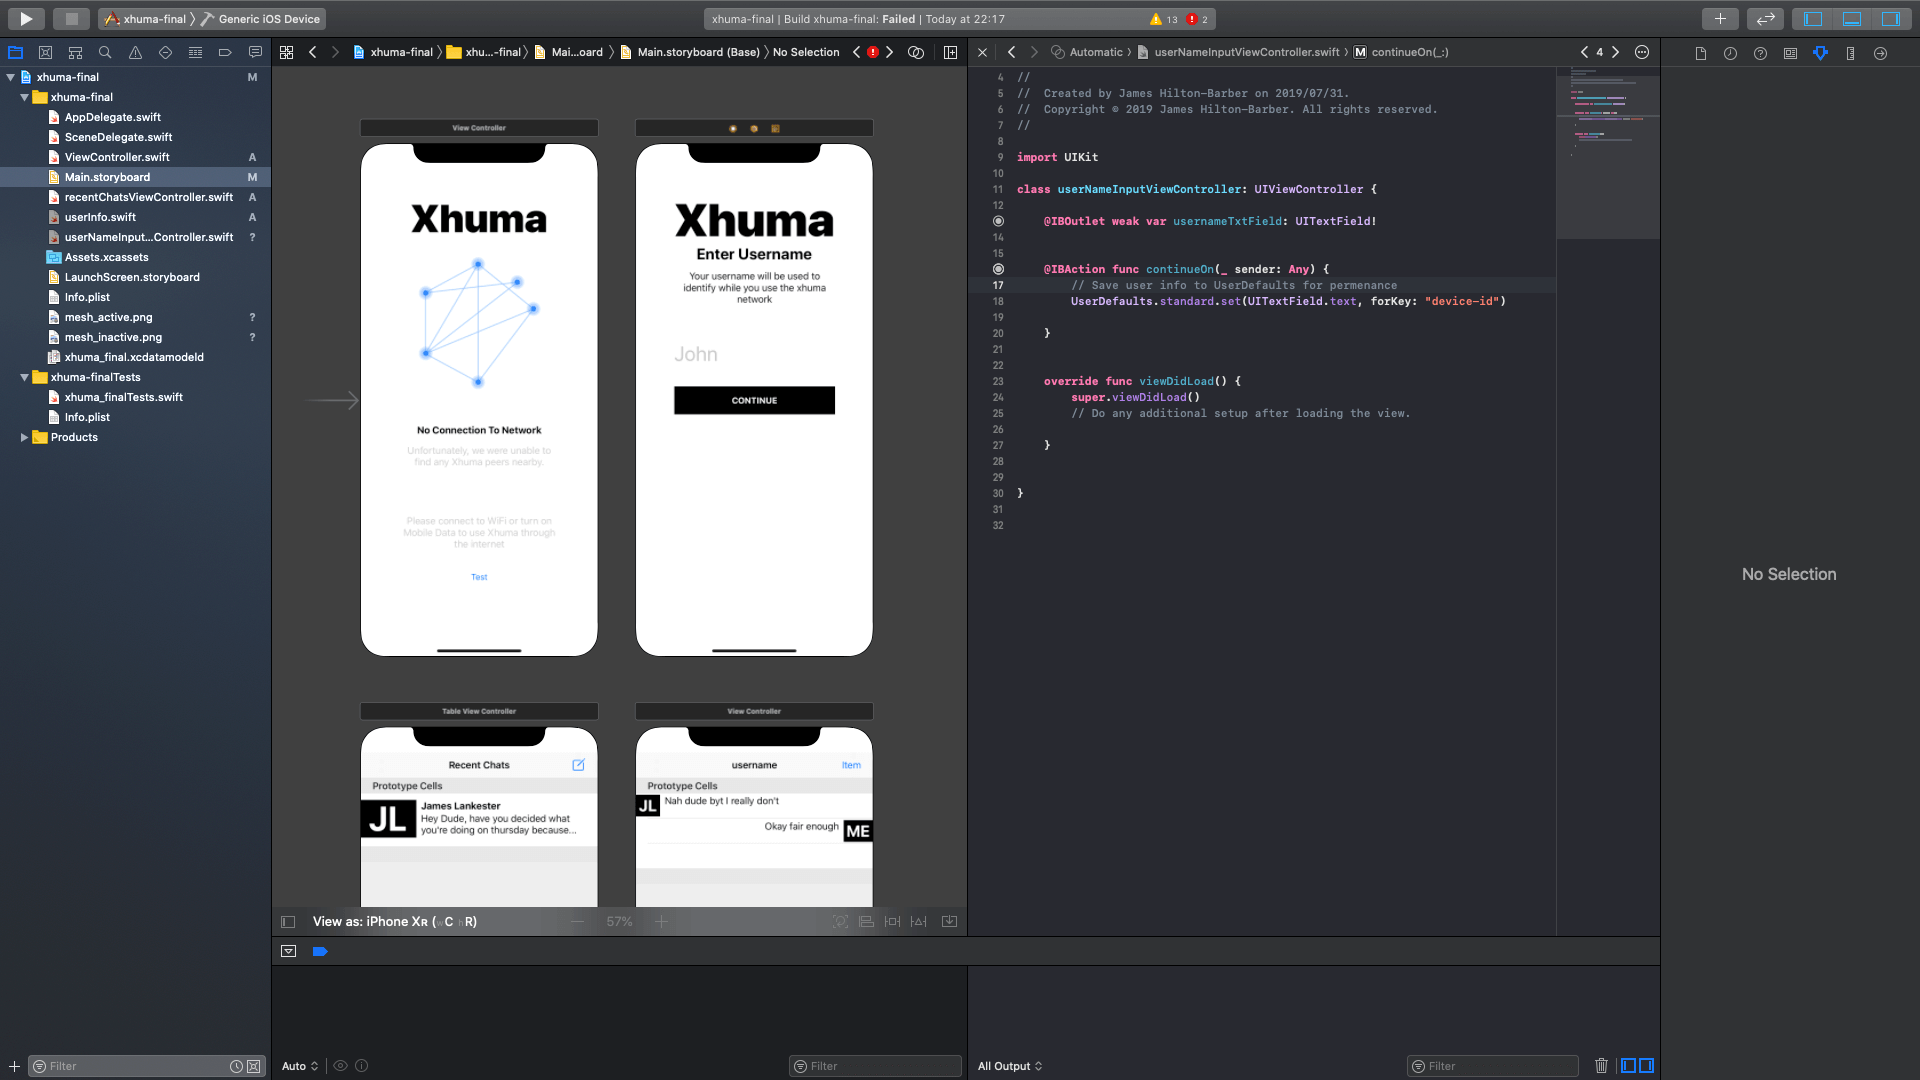 xhuma-final 〉 Generic iOS Device
xhuma-final | Build xhuma-final: Failed | Today at 22:17
13
2
xhuma-final 〉 xhu...-final 〉 Mai...oard 〉 Main.storyboard (Base) 〉 No Selection
Automatic 〉 userNameInputViewController.swift 〉 M continueOn(_:)
4
xhuma-final M
xhuma-final
AppDelegate.swift
SceneDelegate.swift
ViewController.swift A
Main.storyboard M
recentChatsViewController.swift A
userInfo.swift A
userNameInput...Controller.swift ?
Assets.xcassets
LaunchScreen.storyboard
Info.plist
mesh_active.png ?
mesh_inactive.png ?
xhuma_final.xcdatamodeld
xhuma-finalTests
xhuma_finalTests.swift
Info.plist
Products
Filter
View Controller
Xhuma
No Connection To Network
Unfortunately, we were unable to
find any Xhuma peers nearby.
Please connect to WiFi or turn on
Mobile Data to use Xhuma through
the internet
Test
Xhuma
Enter Username
Your username will be used to
identify while you use the xhuma
network
John
CONTINUE
Table View Controller
Recent Chats
Prototype Cells
JL
James Lankester
Hey Dude, have you decided what
you're doing on thursday because...
View Controller
username Item
Prototype Cells
JL Nah dude byt I really don't
Okay fair enough ME
View as: iPhone XR (wC hR)
57%
4 //
5 //  Created by James Hilton-Barber on 2019/07/31.
6 //  Copyright © 2019 James Hilton-Barber. All rights reserved.
7 //
8
9 import UIKit
10
11 class userNameInputViewController: UIViewController {
12
@IBOutlet weak var usernameTxtField: UITextField!
14
15
@IBAction func continueOn(_ sender: Any) {
17 // Save user info to UserDefaults for permenance
18 UserDefaults.standard.set(UITextField.text, forKey: "device-id")
19
20 }
21
22
23 override func viewDidLoad() {
24 super.viewDidLoad()
25 // Do any additional setup after loading the view.
26
27 }
28
29
30 }
31
32
No Selection
Auto
Filter
All Output
Filter